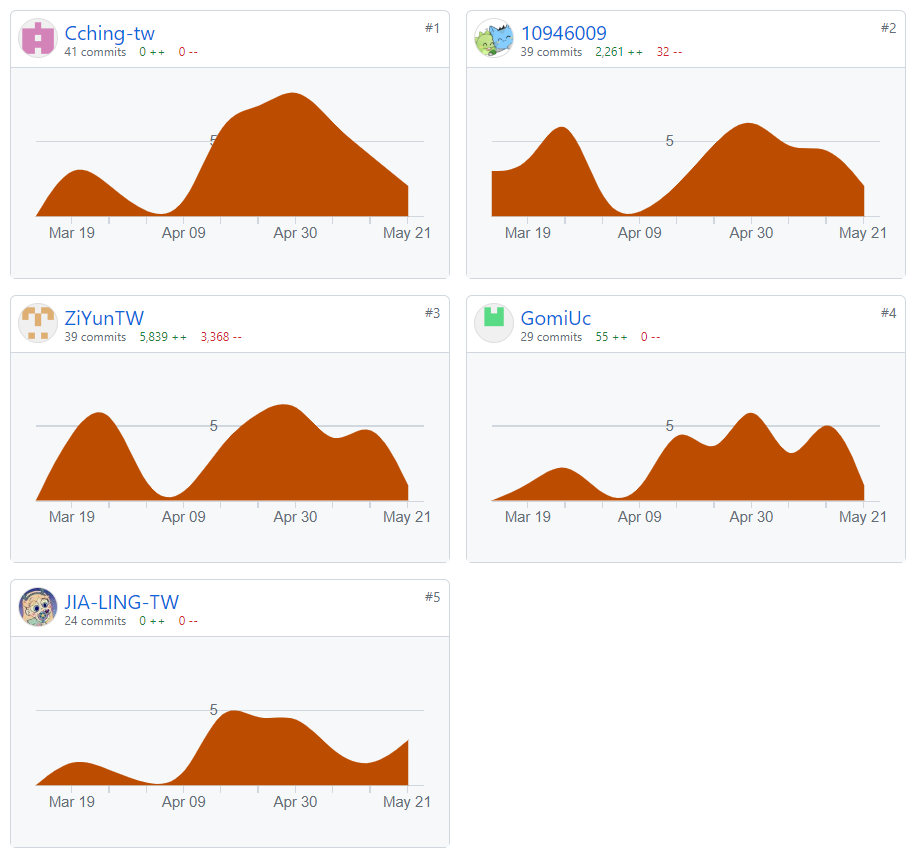 Cching-tw #1
41 commits 0 ++ 0 --
5
Mar 19 Apr 09 Apr 30 May 21
10946009 #2
39 commits 2,261 ++ 32 --
5
Mar 19 Apr 09 Apr 30 May 21
ZiYunTW #3
39 commits 5,839 ++ 3,368 --
5
Mar 19 Apr 09 Apr 30 May 21
GomiUc #4
29 commits 55 ++ 0 --
5
Mar 19 Apr 09 Apr 30 May 21
JIA-LING-TW #5
24 commits 0 ++ 0 --
5
Mar 19 Apr 09 Apr 30 May 21